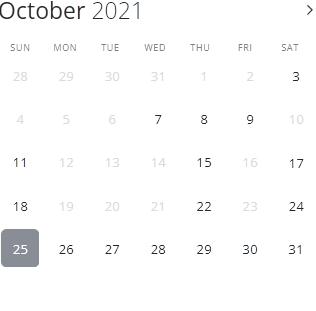 October 2021
SUN MON TUE WED THU FRI SAT
28 29 30 31 1 2 3
4 5 6 7 8 9 10
11 12 13 14 15 16 17
18 19 20 21 22 23 24
25 26 27 28 29 30 31